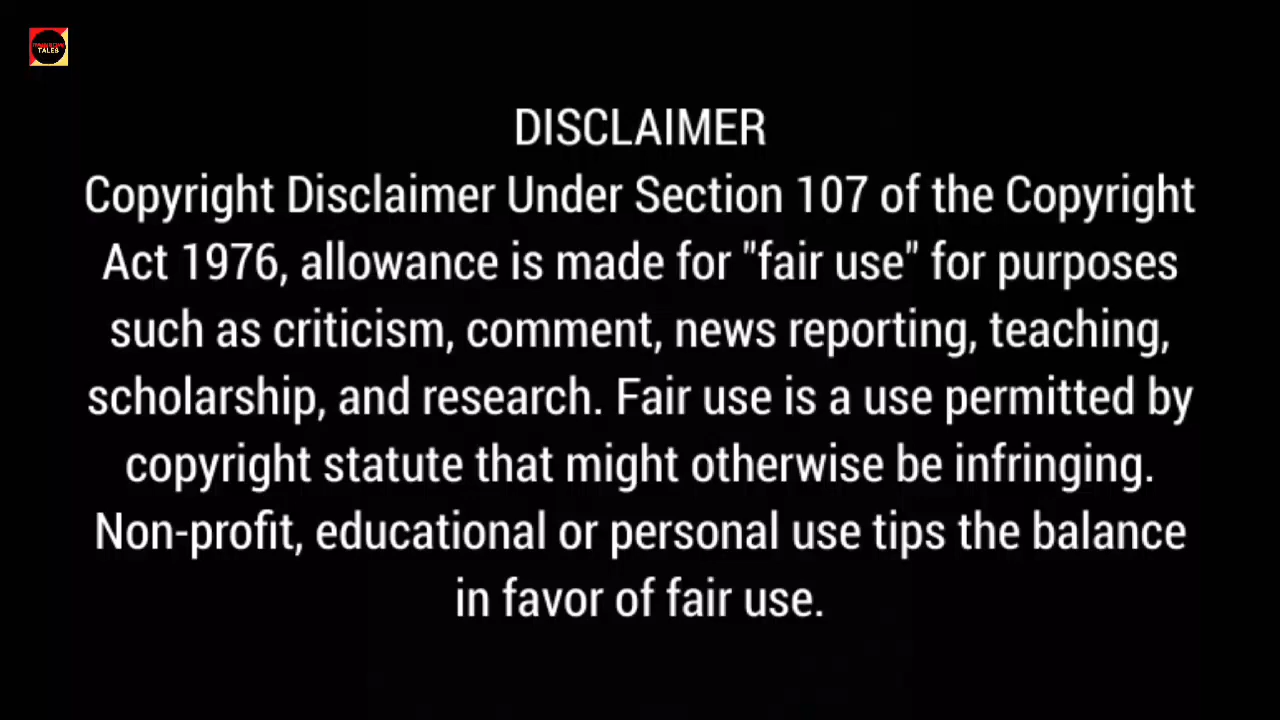 TALES
DISCLAIMER
Copyright Disclaimer Under Section 107 of the Copyright
Act 1976, allowance is made for "fair use" for purposes
such as criticism, comment, news reporting, teaching,
scholarship, and research. Fair use is a use permitted by
copyright statute that might otherwise be infringing.
Non-profit, educational or personal use tips the balance
in favor of fair use.